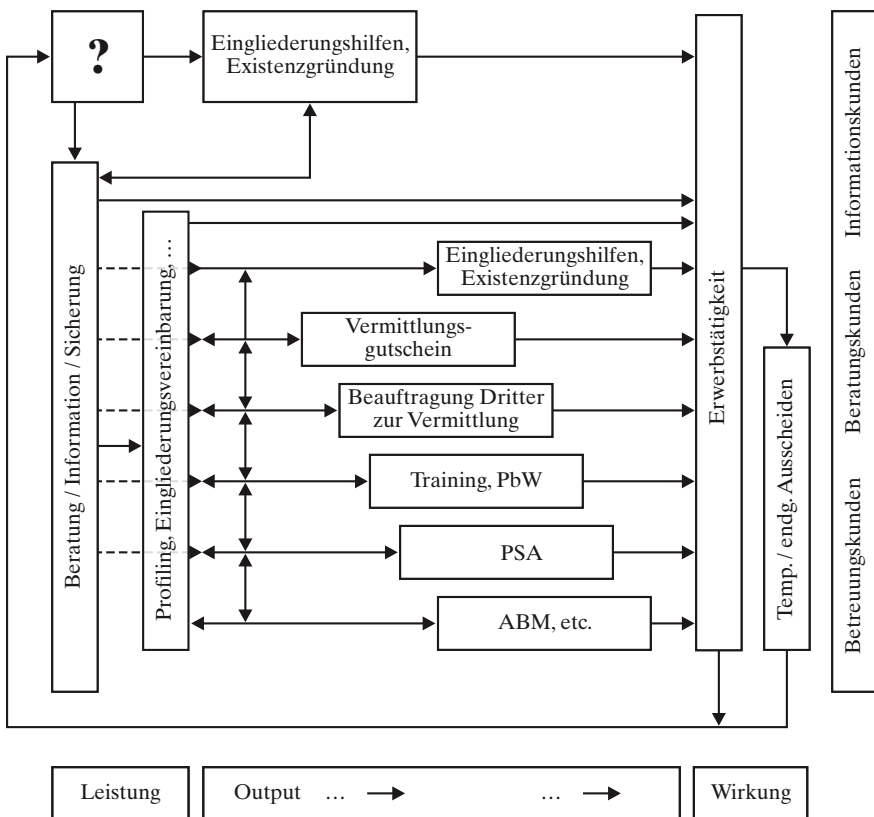 ?
Eingliederungshilfen,
Existenzgründung
Beratung / Information / Sicherung
Profiling, Eingliederungsvereinbarung, ...
Eingliederungshilfen,
Existenzgründung
Vermittlungs-
gutschein
Beauftragung Dritter
zur Vermittlung
Training, PbW
PSA
ABM, etc.
Erwerbstätigkeit
Temp./ endg. Ausscheiden
Informationskunden
Beratungskunden
Betreuungskunden
Leistung
Output ... ...
Wirkung